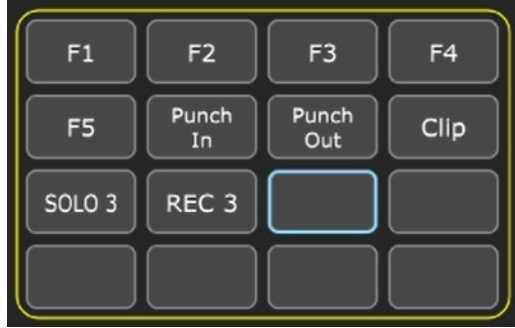 F1
F2
F3
F4
F5
Punch
In
Punch
Out
Clip
SOLO 3
REC 3